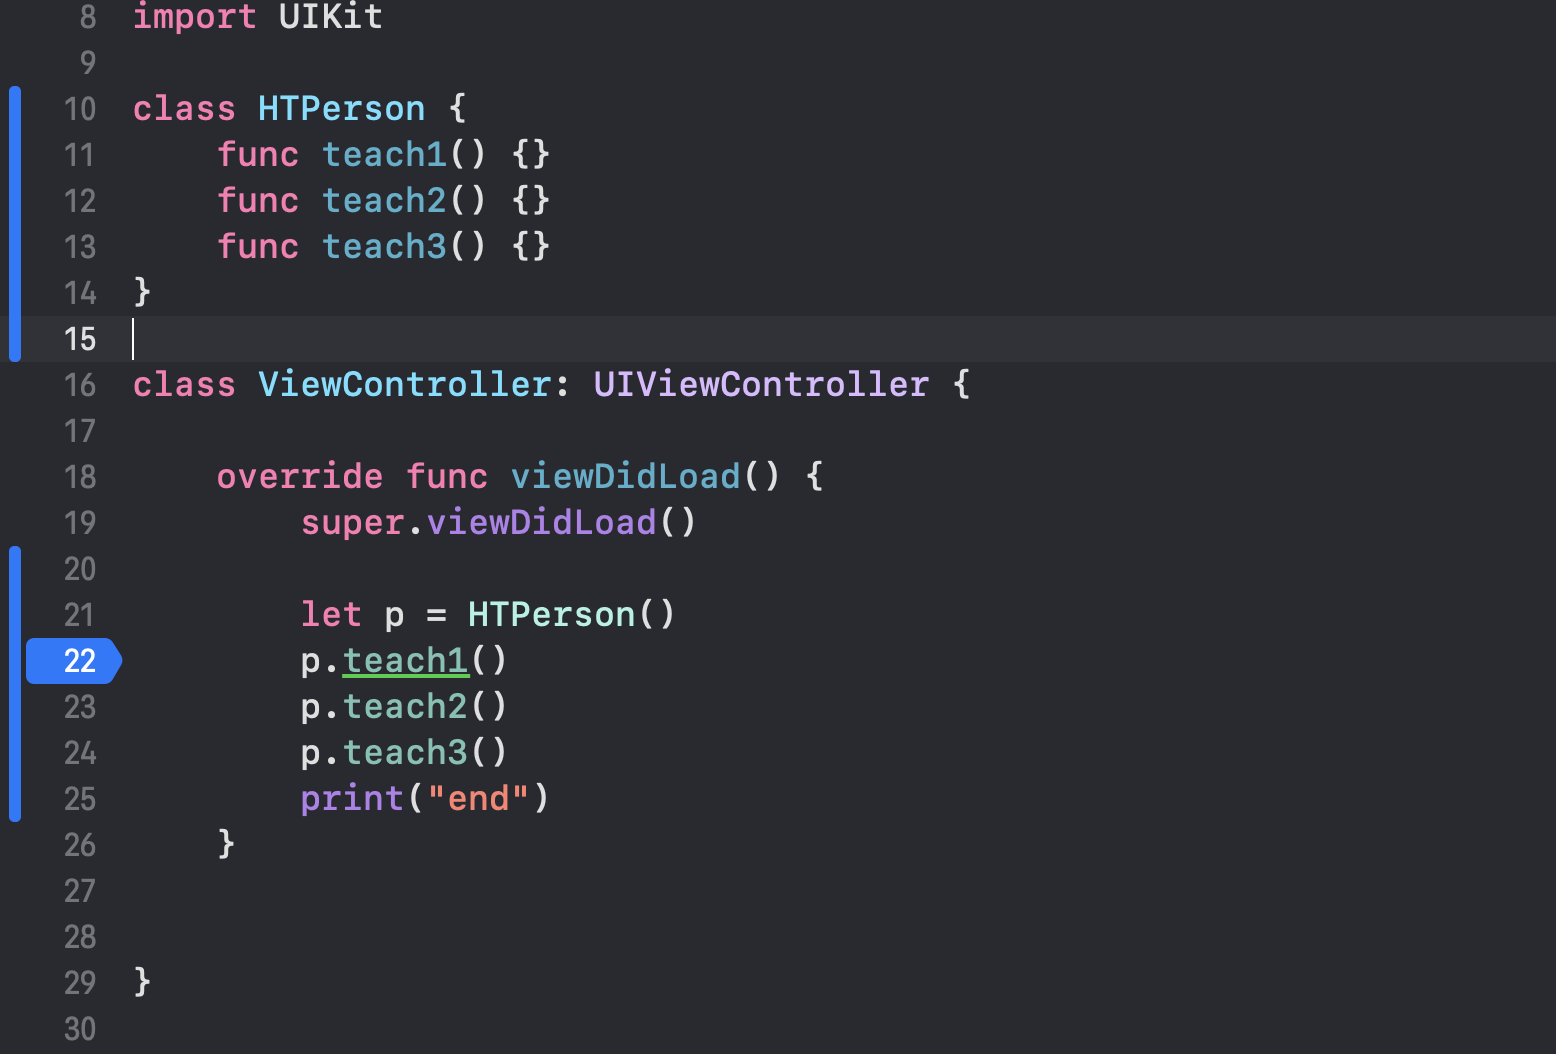 8 import UIKit
9
10 class HTPerson {
11     func teach1() {}
12     func teach2() {}
13     func teach3() {}
14 }
15
16 class ViewController: UIViewController {
17
18     override func viewDidLoad() {
19         super.viewDidLoad()
20
21         let p = HTPerson()
22         p.teach1()
23         p.teach2()
24         p.teach3()
25         print("end")
26     }
27
28
29 }
30